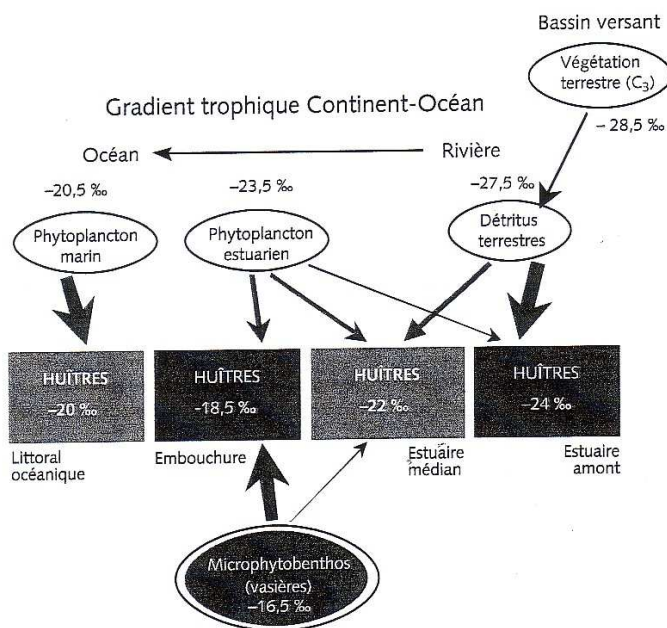 Bassin versant
Végétation
terrestre (C₃)
Gradient trophique Continent-Océan
– 28,5 ‰
Océan
Rivière
–20,5 ‰
–23,5 ‰
–27,5 ‰
Phytoplancton
marin
Phytoplancton
estuarien
Détritus
terrestres
HUÎTRES
–20 ‰
HUÎTRES
-18,5 ‰
HUÎTRES
–22 ‰
HUÎTRES
–24 ‰
Littoral
océanique
Embouchure
Estuaire
médian
Estuaire
amont
Microphytobenthos
(vasières)
–16,5 ‰